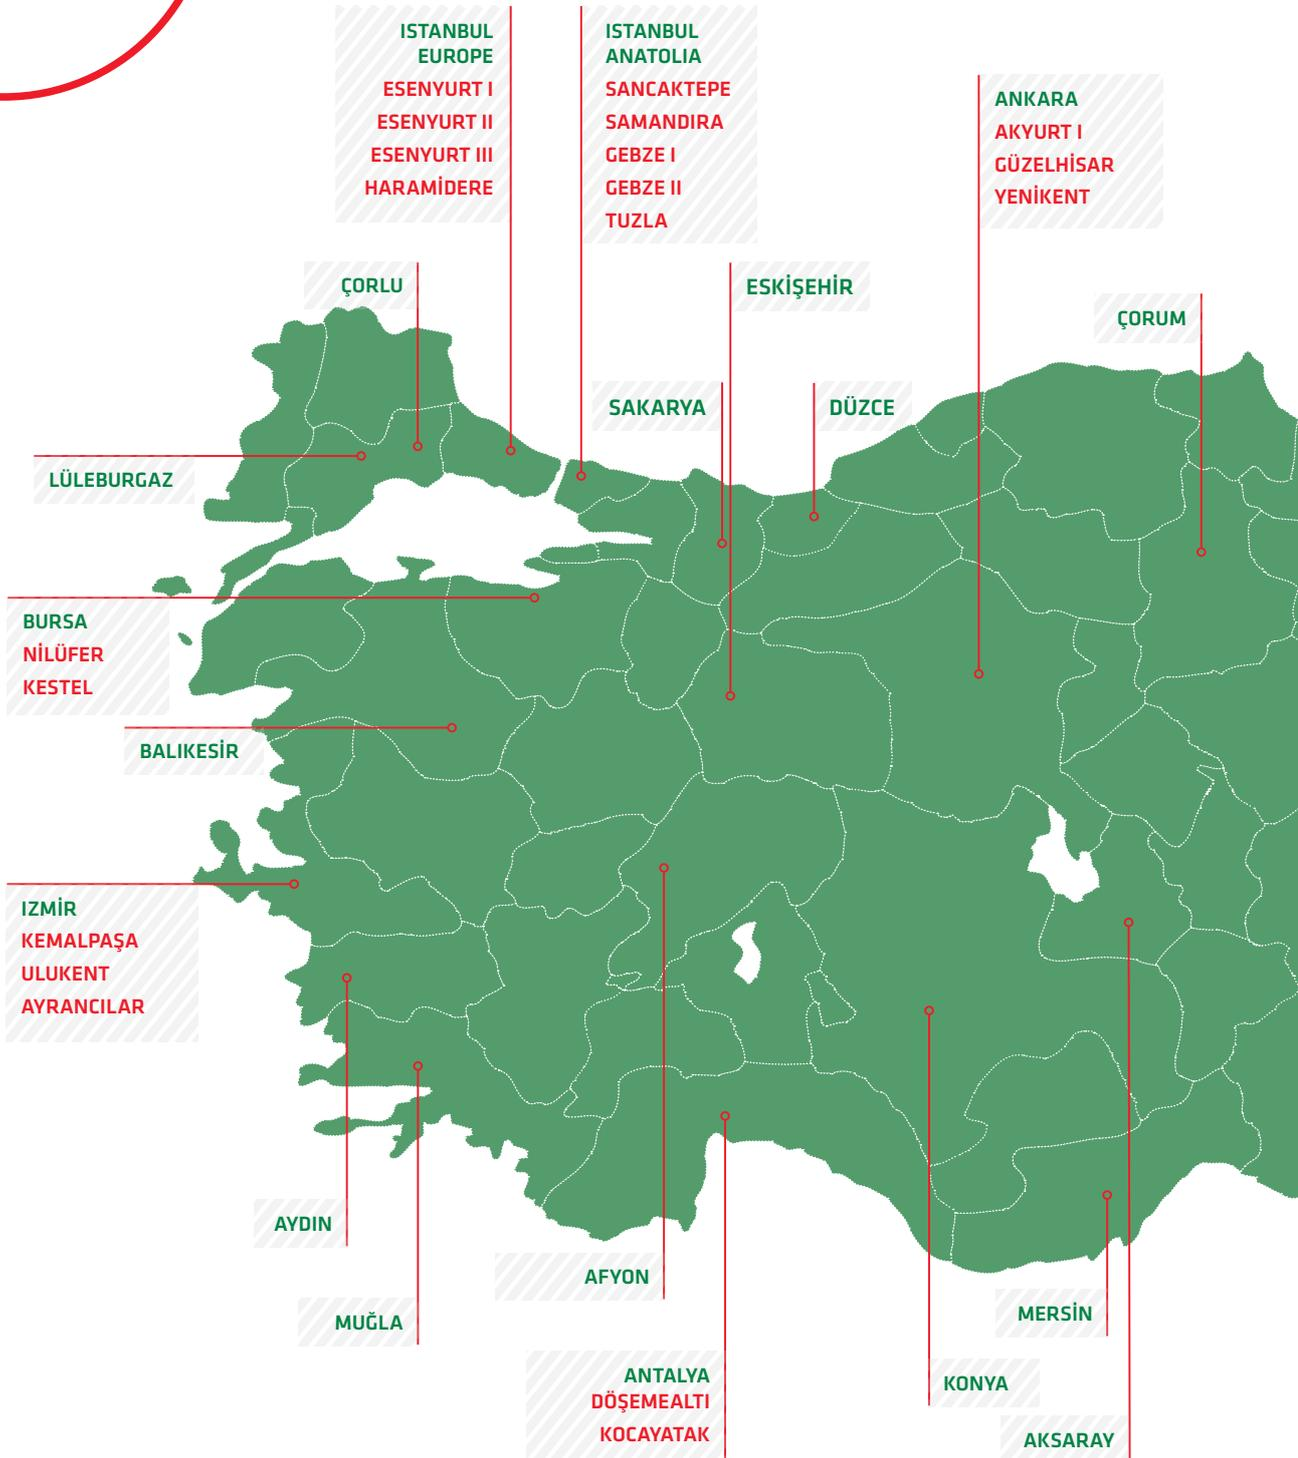 ISTANBUL
EUROPE
ESENYURT I
ESENYURT II
ESENYURT III
HARAMİDERE
ISTANBUL
ANATOLIA
SANCAKTEPE
SAMANDIRA
GEBZE I
GEBZE II
TUZLA
ANKARA
AKYURT I
GÜZELHİSAR
YENİKENT
ÇORLU
ESKİŞEHİR
ÇORUM
SAKARYA
DÜZCE
LÜLEBURGAZ
BURSA
NİLÜFER
KESTEL
BALIKESİR
IZMİR
KEMALPAŞA
ULUKENT
AYRANCILAR
AYDIN
AFYON
MUĞLA
MERSİN
ANTALYA
DÖŞEMEALTI
KOCAYATAK
KONYA
AKSARAY